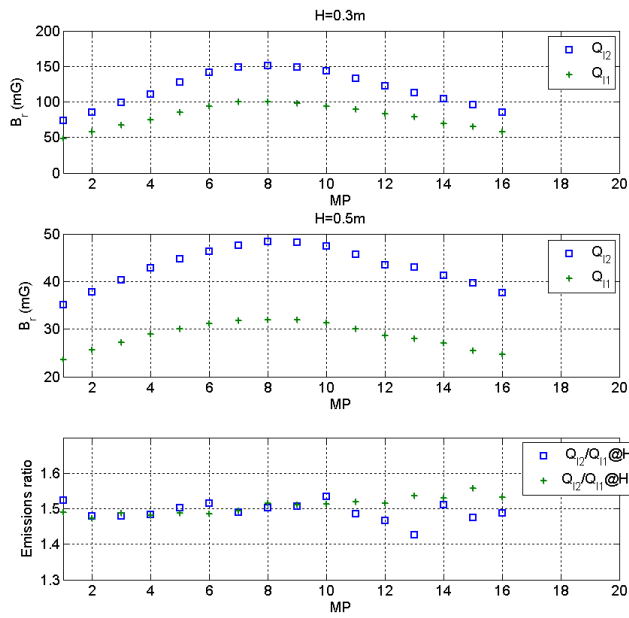 H=0.3m
200
150
100
50
0
B_r (mG)
Q_l2
Q_l1
2 4 6 8 10 12 14 16 18 20
MP
H=0.5m
50
40
30
20
B_r (mG)
Q_l2
Q_l1
2 4 6 8 10 12 14 16 18 20
MP
1.6
1.5
1.4
1.3
Emissions ratio
Q_l2/Q_l1@H
Q_l2/Q_l1@H
2 4 6 8 10 12 14 16 18 20
MP